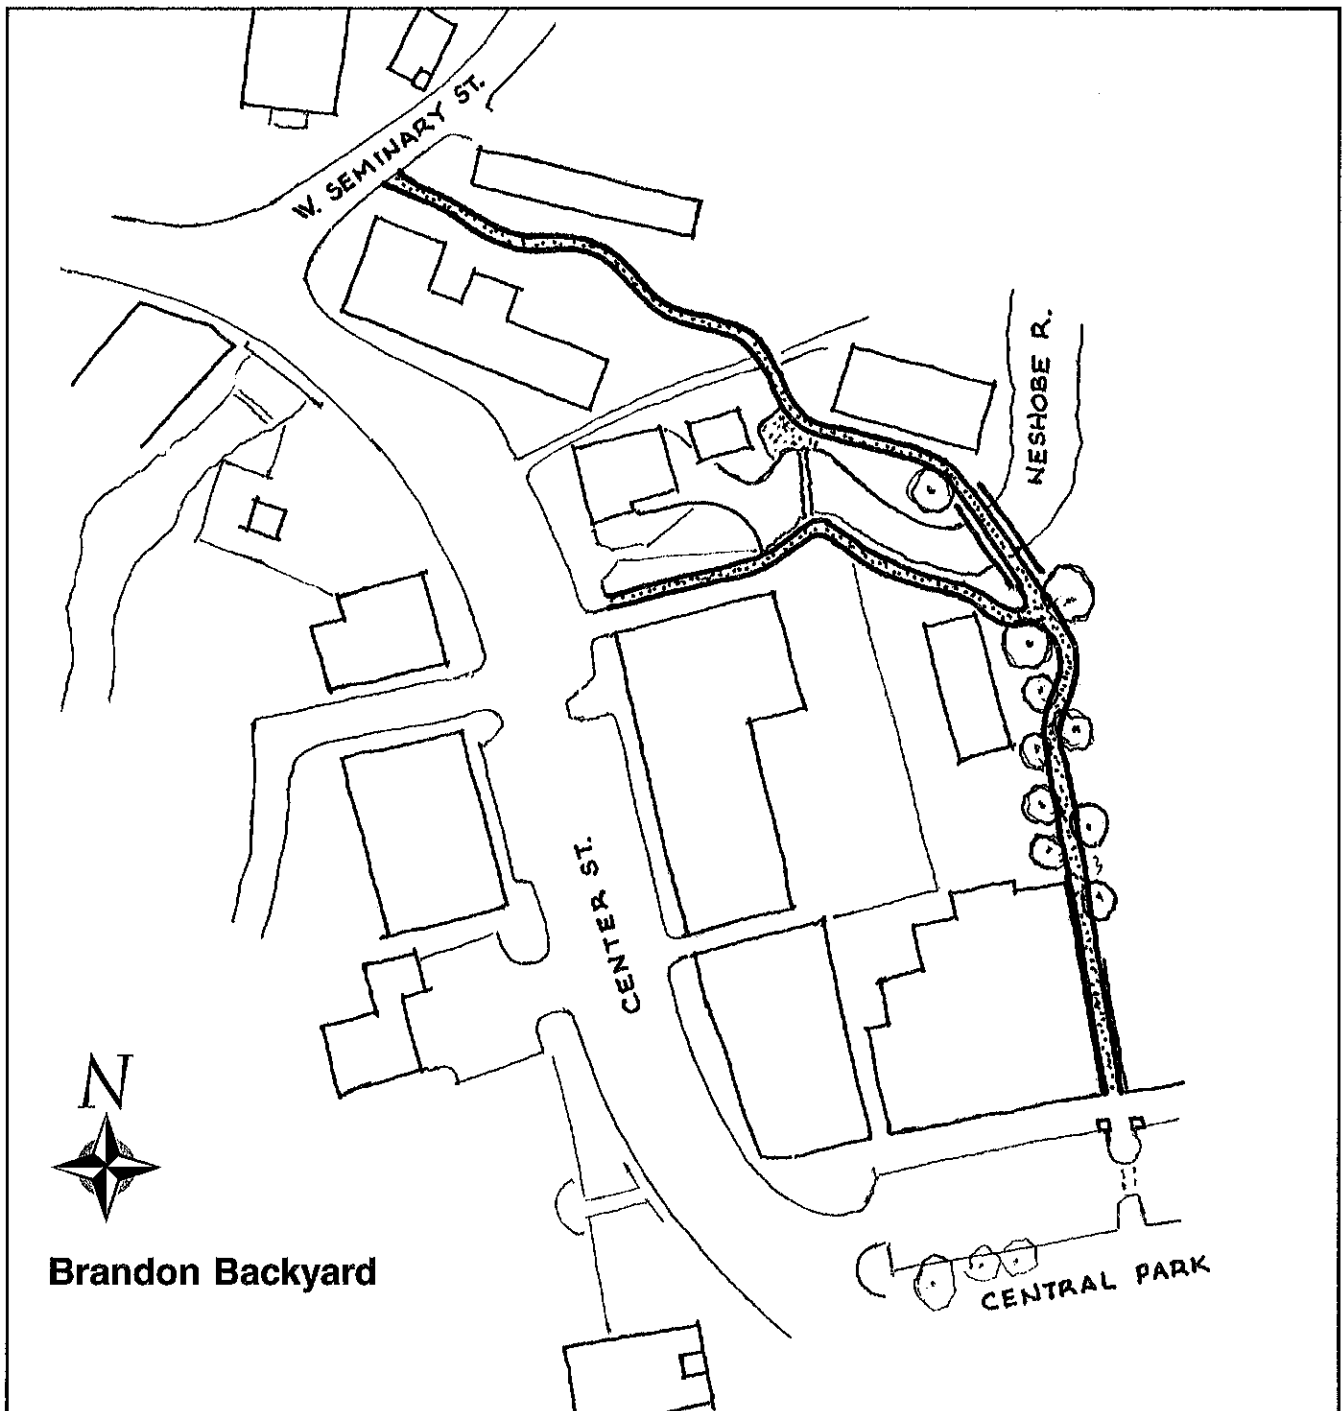 W. SEMINARY ST.
NESHOBE R.
CENTER ST.
N
Brandon Backyard
CENTRAL PARK